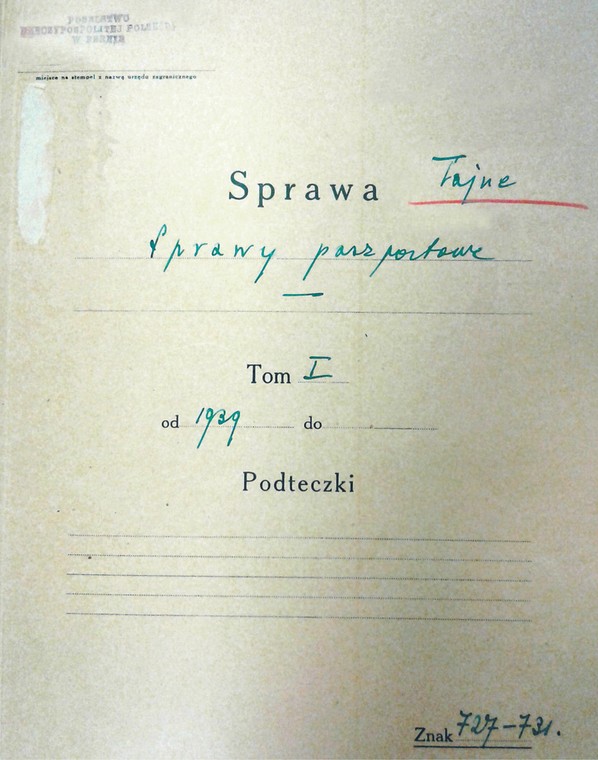 POSELSTWO
RZECZYPOSPOLITEJ POLSKIEJ
W BERNIE
miejsce na stempel z nazwą urzędu zagranicznego
Sprawa Tajne
Sprawy paszportowe
Tom I
od 1939 do
Podteczki
Znak 727-731.